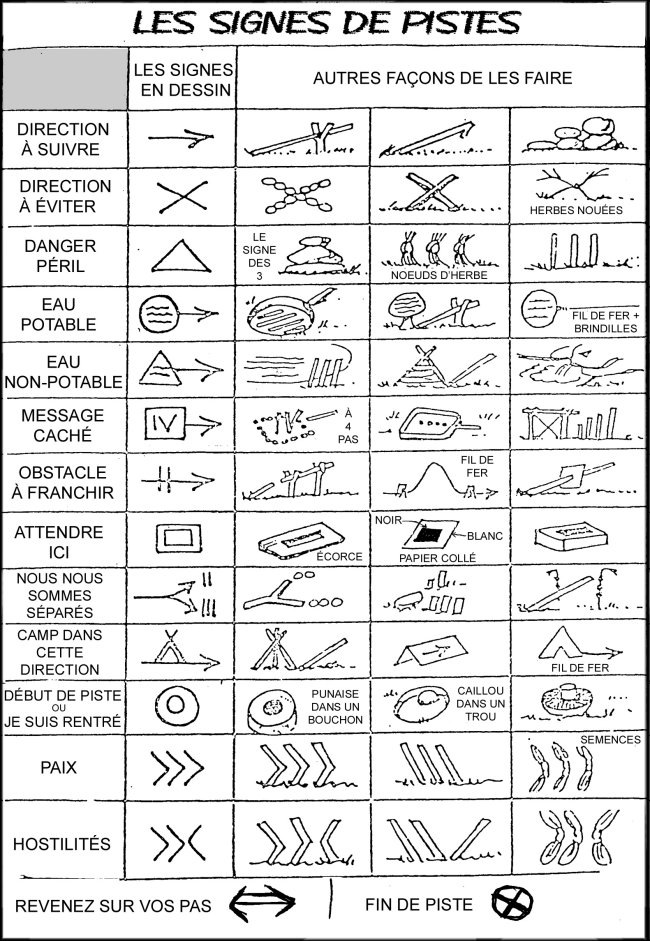 LES SIGNES DE PISTES
LES SIGNES
EN DESSIN
AUTRES FAÇONS DE LES FAIRE
DIRECTION
À SUIVRE
DIRECTION
À ÉVITER
HERBES NOUÉES
DANGER
PÉRIL
LE
SIGNE
DES
3
NOEUDS D'HERBE
EAU
POTABLE
FIL DE FER +
BRINDILLES
EAU
NON-POTABLE
MESSAGE
CACHÉ
IV
IV
À
4
PAS
OBSTACLE
À FRANCHIR
FIL DE
FER
ATTENDRE
ICI
ÉCORCE
NOIR
BLANC
PAPIER COLLÉ
NOUS NOUS
SOMMES
SÉPARÉS
CAMP DANS
CETTE
DIRECTION
FIL DE FER
DÉBUT DE PISTE
OU
JE SUIS RENTRÉ
PUNAISE
DANS UN
BOUCHON
CAILLOU
DANS UN
TROU
PAIX
SEMENCES
HOSTILITÉS
REVENEZ SUR VOS PAS
FIN DE PISTE